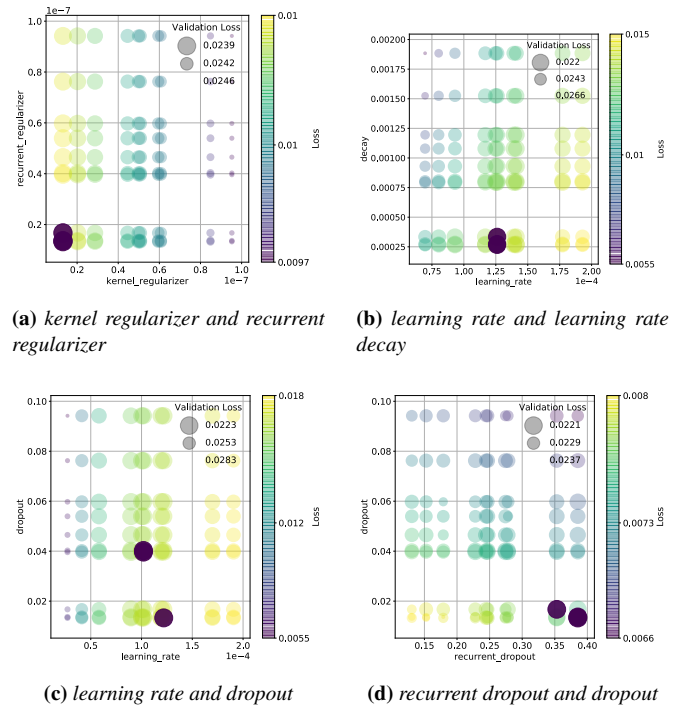 1e−7
1.0
0.8
0.6
0.4
0.2
recurrent_regularizer
0.2 0.4 0.6 0.8 1.0
kernel_regularizer
1e−7
Validation Loss
0.0239
0.0242
0.0246
0.01
0.01
0.0097
Loss
(a) kernel regularizer and recurrent
regularizer
0.00200
0.00175
0.00150
0.00125
0.00100
0.00075
0.00050
0.00025
decay
0.75 1.00 1.25 1.50 1.75 2.00
learning_rate
1e−4
Validation Loss
0.022
0.0243
0.0266
0.015
0.01
0.0055
Loss
(b) learning rate and learning rate
decay
0.10
0.08
0.06
0.04
0.02
dropout
0.5 1.0 1.5 2.0
learning_rate
1e−4
Validation Loss
0.0223
0.0253
0.0283
0.018
0.012
0.0055
Loss
(c) learning rate and dropout
0.10
0.08
0.06
0.04
0.02
dropout
0.10 0.15 0.20 0.25 0.30 0.35 0.40
recurrent_dropout
Validation Loss
0.0221
0.0229
0.0237
0.008
0.0073
0.0066
Loss
(d) recurrent dropout and dropout